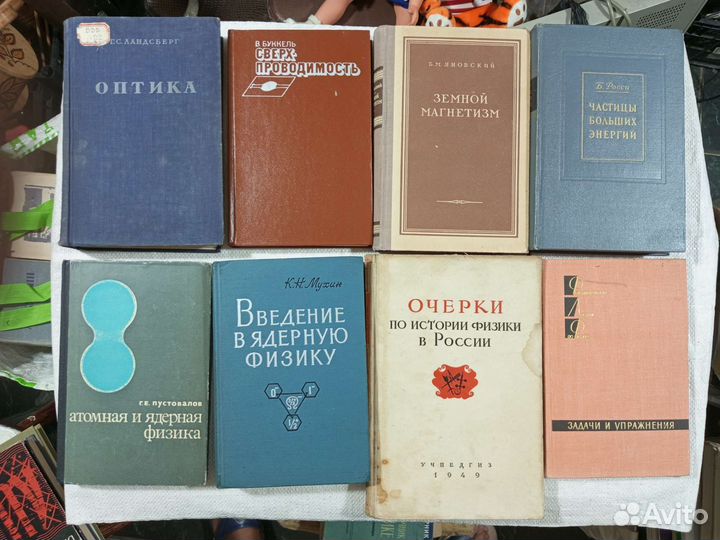 Г.С. ЛАНДСБЕРГ
ОПТИКА
В. БУККЕЛЬ
СВЕРХ-
ПРОВОДИМОСТЬ
Б. М. ЯНОВСКИЙ
ЗЕМНОЙ
МАГНЕТИЗМ
Б. Росси
ЧАСТИЦЫ
БОЛЬШИХ
ЭНЕРГИЙ
Г.Е. ПУСТОВАЛОВ
атомная и ядерная
физика
К.Н. Мухин
ВВЕДЕНИЕ
В ЯДЕРНУЮ
ФИЗИКУ
ОЧЕРКИ
ПО ИСТОРИИ ФИЗИКИ
В РОССИИ
УЧПЕДГИЗ
1949
ЗАДАЧИ И УПРАЖНЕНИЯ
Avito